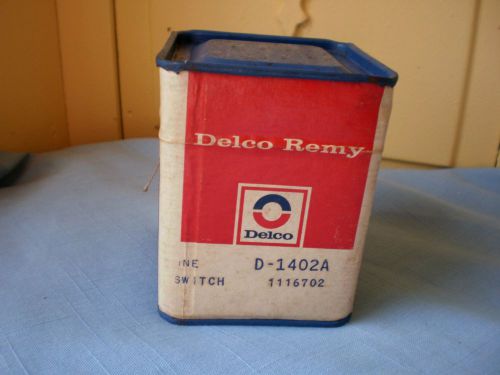 Delco Remy
Delco
INE D-1402A
SWITCH 1116702